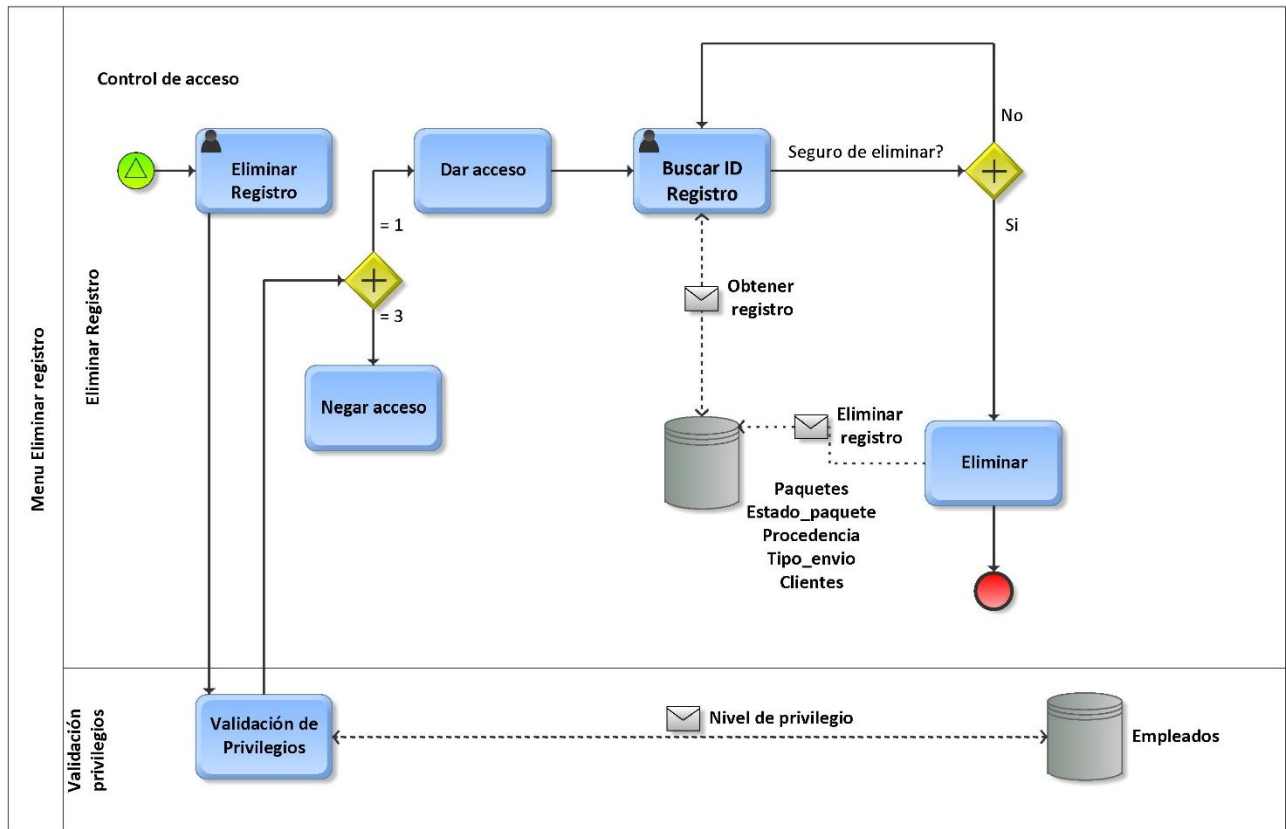 Menu Eliminar registro
Eliminar Registro
Control de acceso
Eliminar
Registro
Dar acceso
Buscar ID
Registro
Seguro de eliminar?
No
Si
= 1
= 3
Negar acceso
Obtener
registro
Eliminar
registro
Eliminar
Paquetes
Estado_paquete
Procedencia
Tipo_envio
Clientes
Validación
privilegios
Validación de
Privilegios
Nivel de privilegio
Empleados